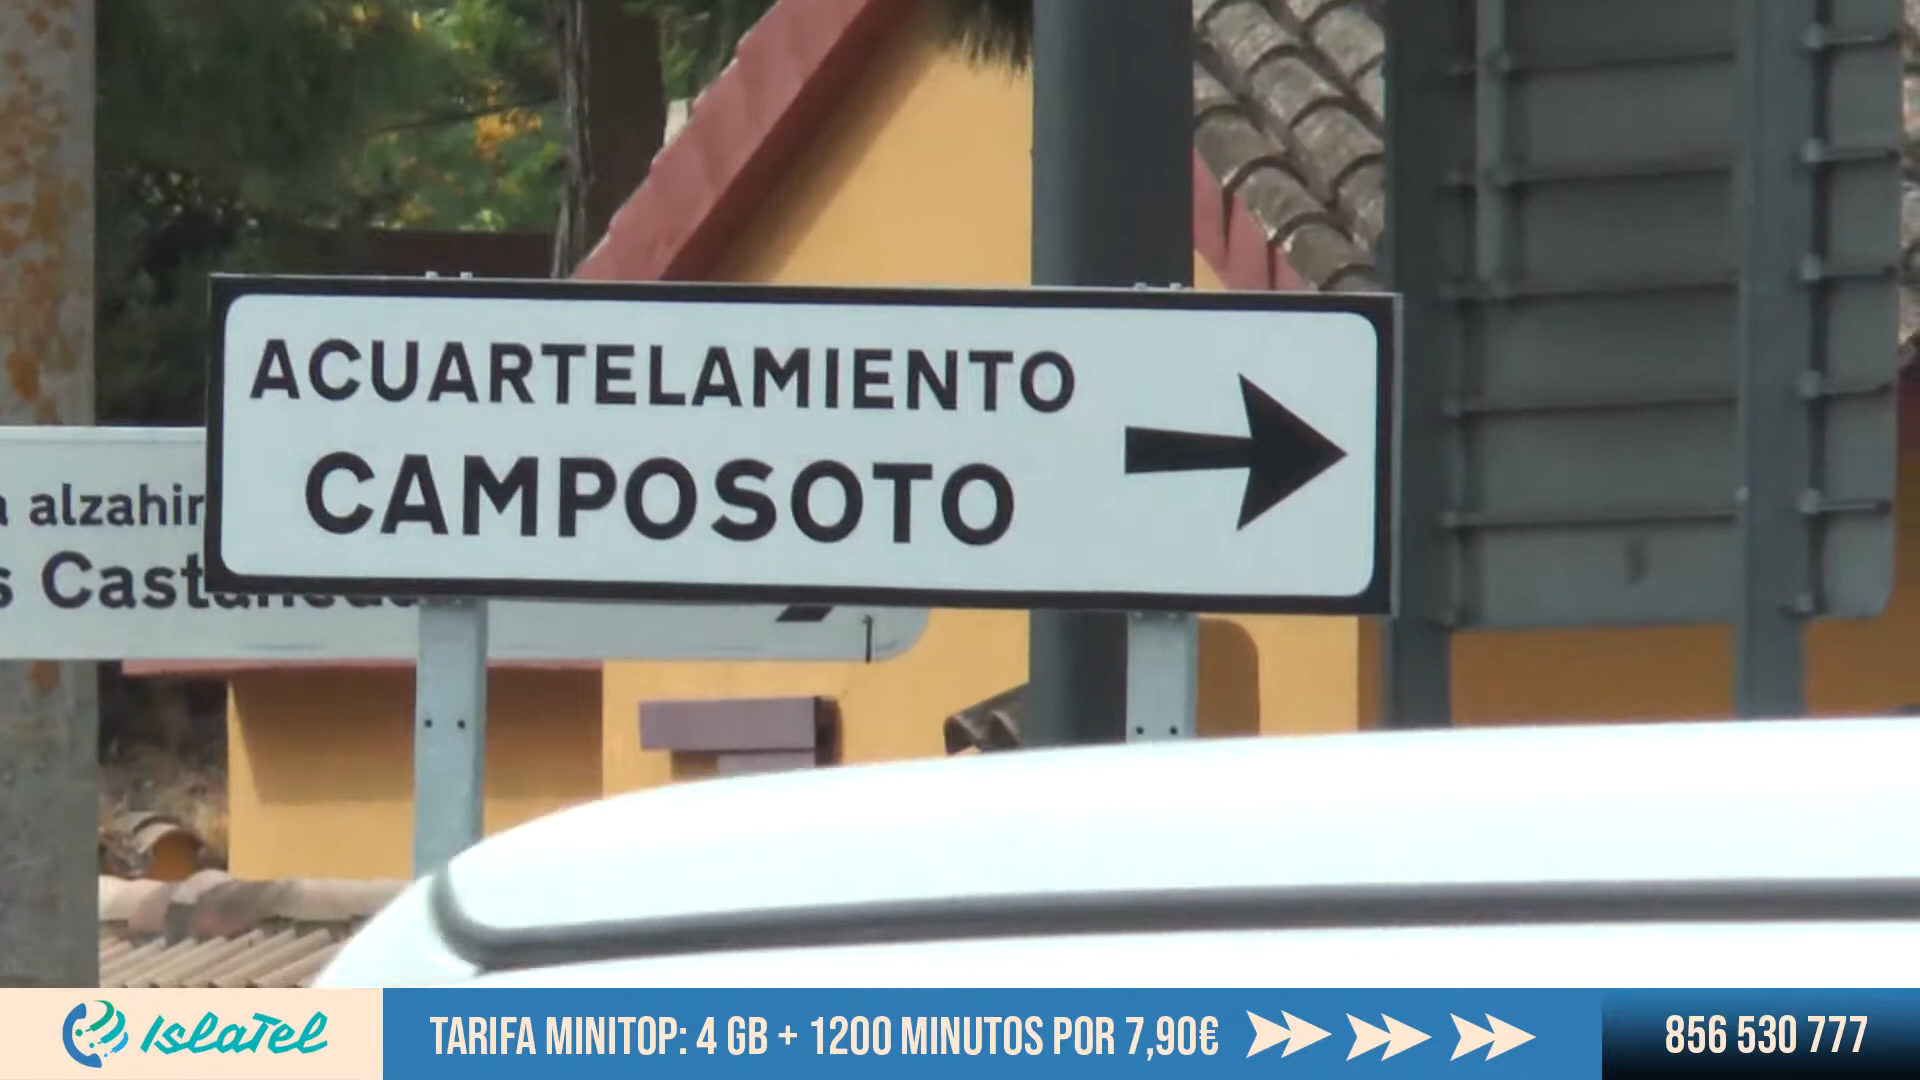 ACUARTELAMIENTO
CAMPOSOTO
alzahir
Cast
IslaTel
TARIFA MINITOP: 4 GB + 1200 MINUTOS POR 7,90€
856 530 777